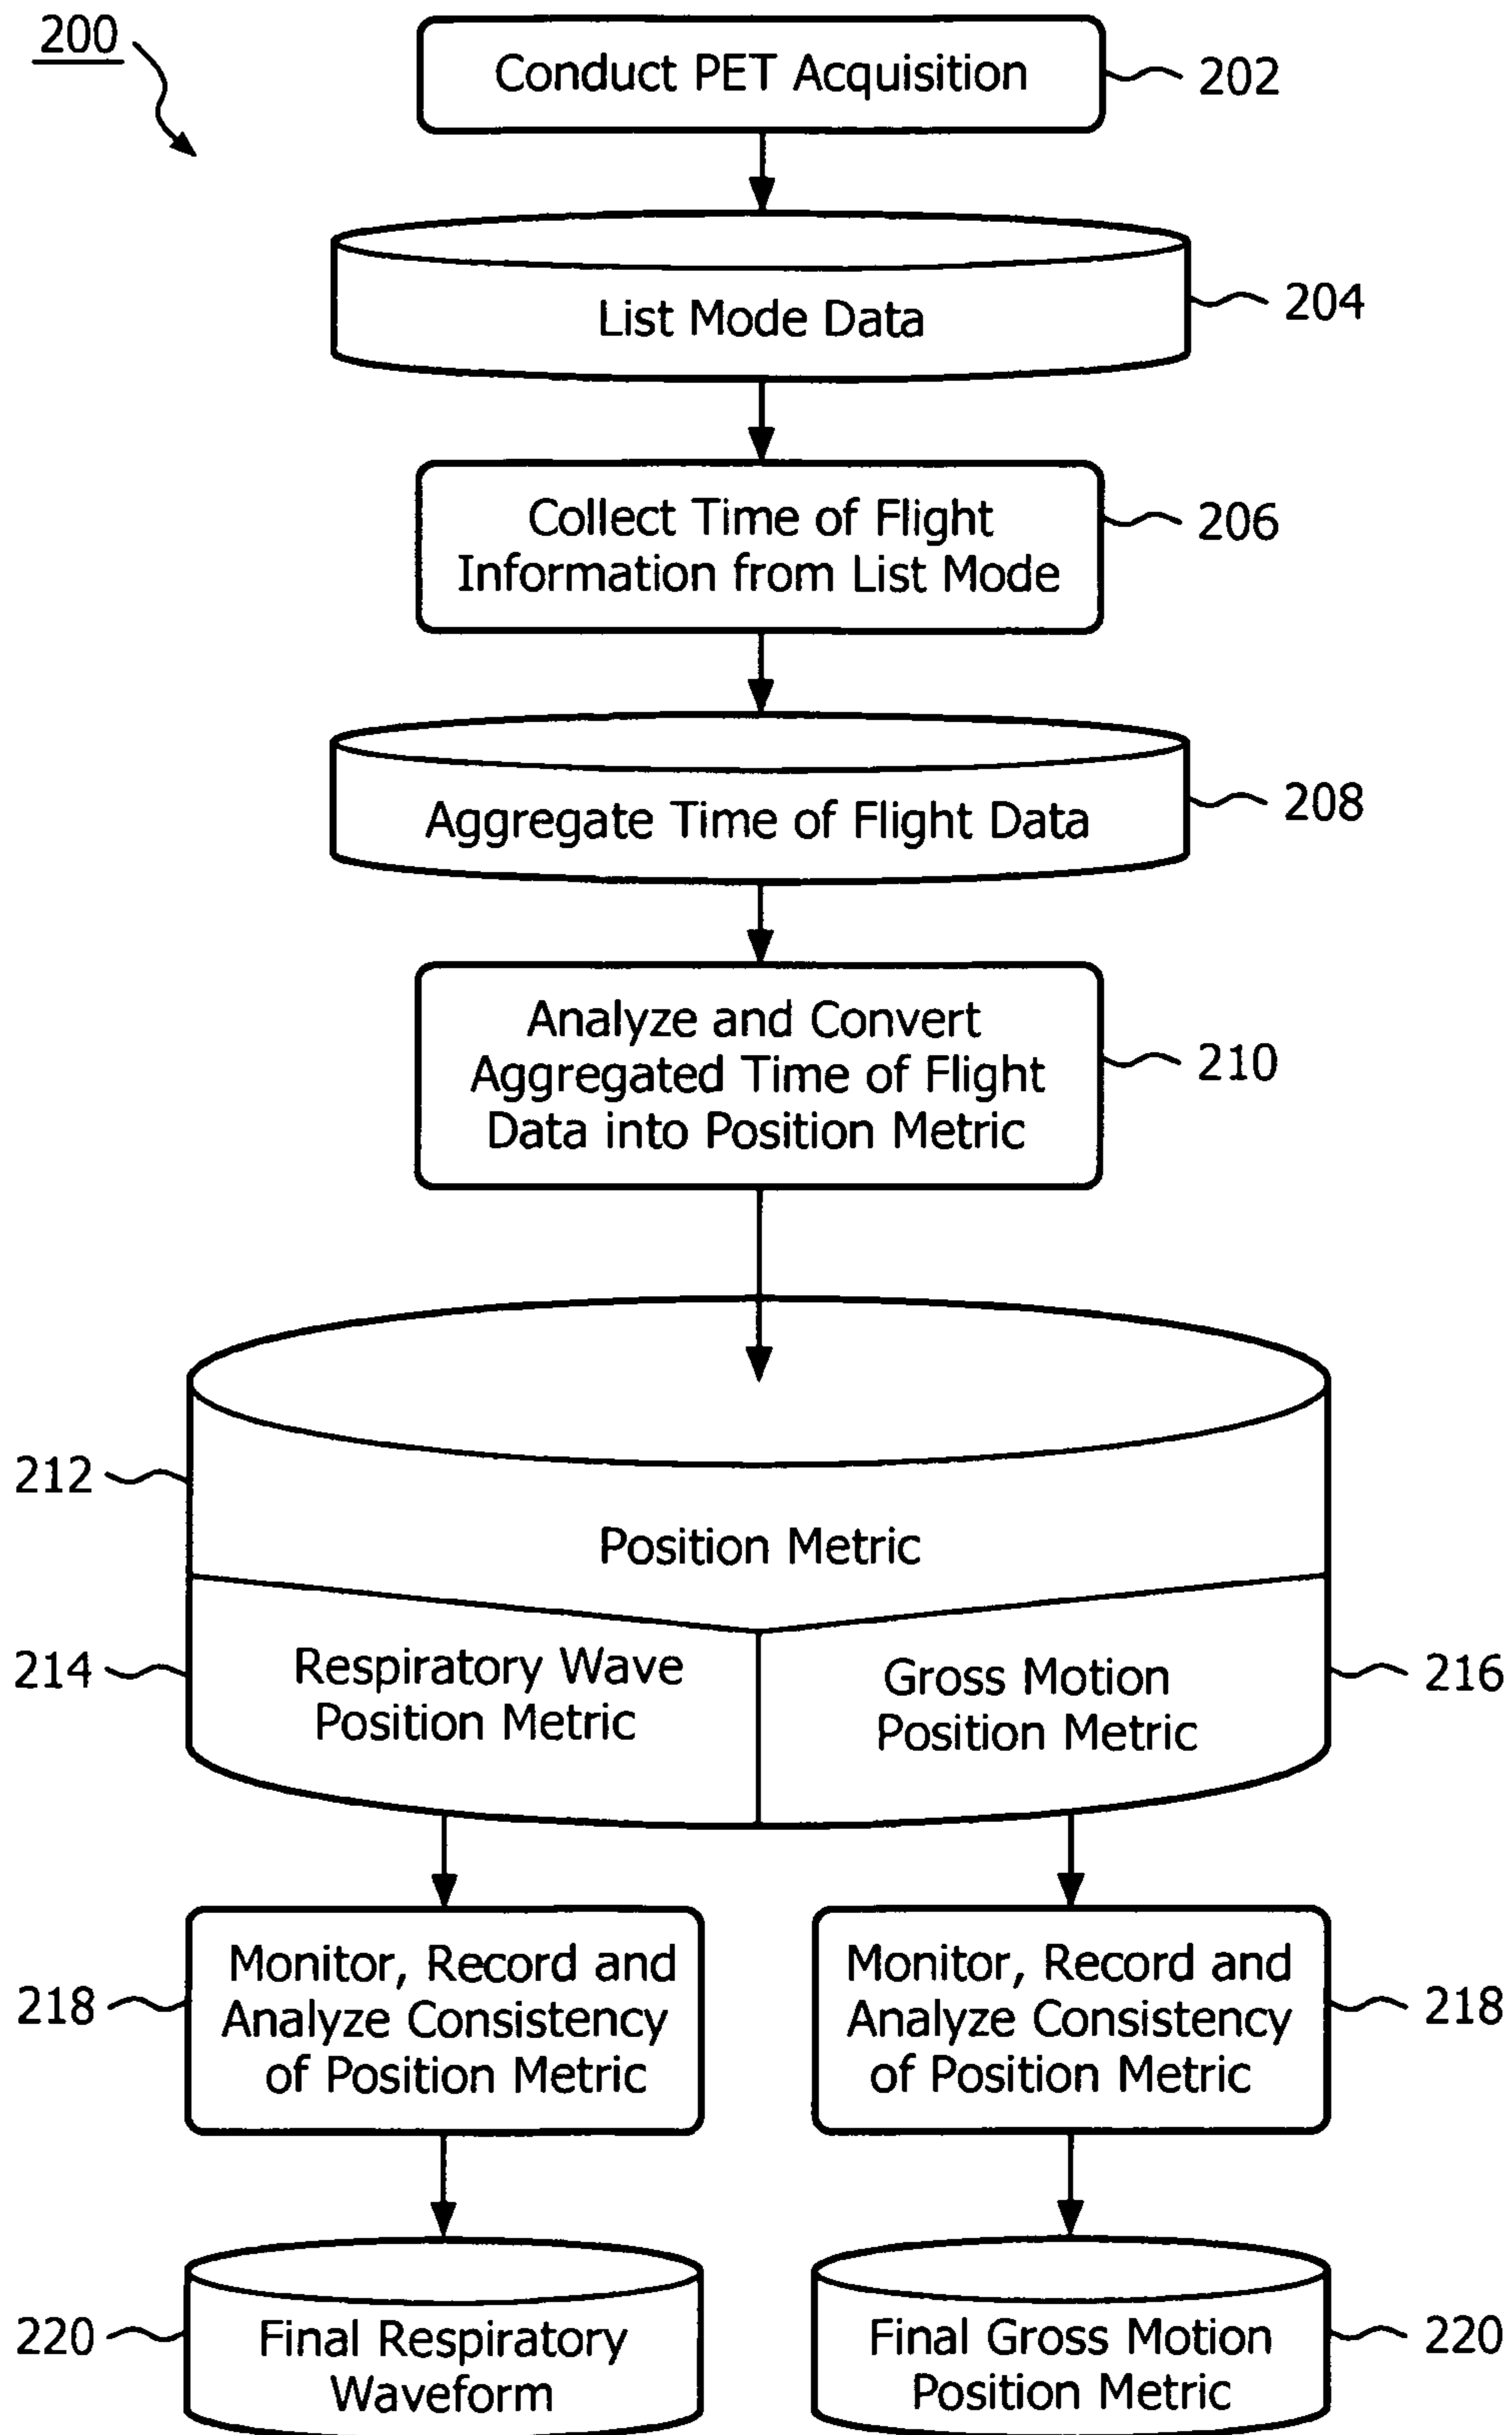 200
Conduct PET Acquisition
202
List Mode Data
204
Collect Time of Flight
Information from List Mode
206
Aggregate Time of Flight Data
208
Analyze and Convert
Aggregated Time of Flight
Data into Position Metric
210
212
Position Metric
214
Respiratory Wave
Position Metric
Gross Motion
Position Metric
216
218
Monitor, Record and
Analyze Consistency
of Position Metric
Monitor, Record and
Analyze Consistency
of Position Metric
218
220
Final Respiratory
Waveform
Final Gross Motion
Position Metric
220